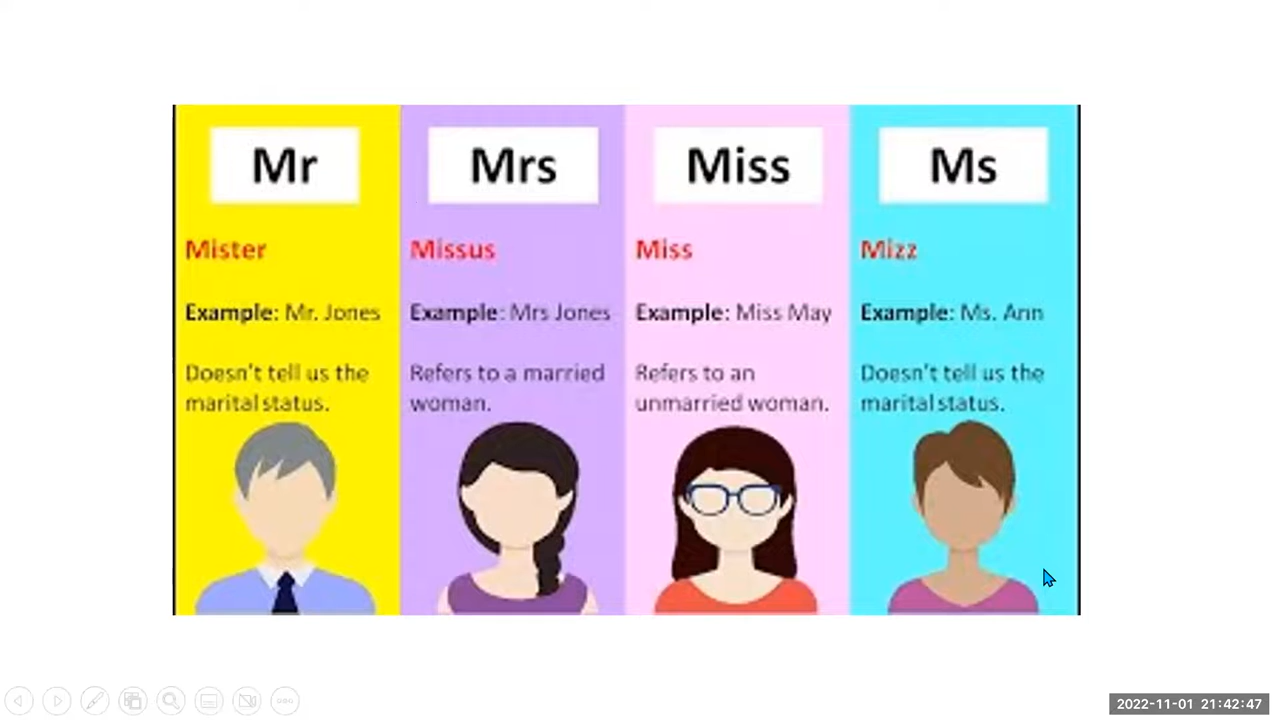 Mr
Mister
Example: Mr. Jones
Doesn't tell us the
marital status.
Mrs
Missus
Example: Mrs Jones
Refers to a married
woman.
Miss
Miss
Example: Miss May
Refers to an
unmarried woman.
Ms
Mizz
Example: Ms. Ann
Doesn't tell us the
marital status.
2022-11-01 21:42:47